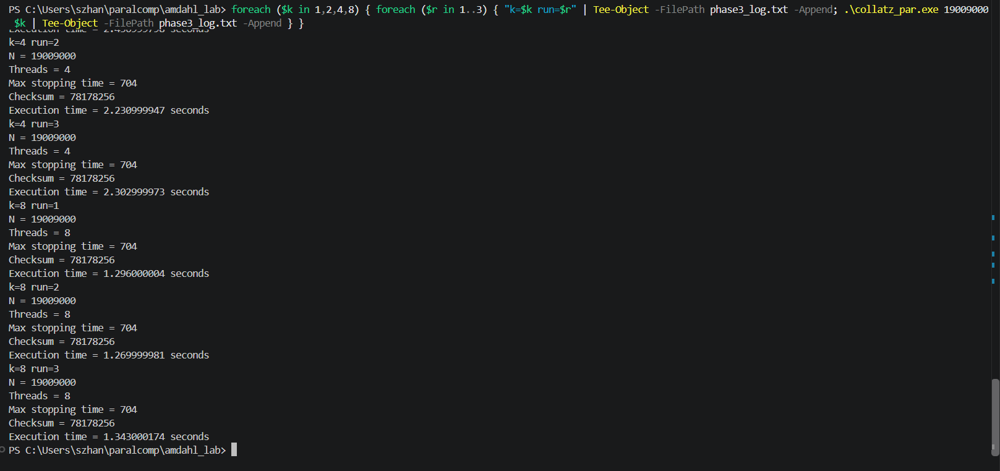 PS C:\Users\szhan\paralcomp\amdahl_lab> foreach ($k in 1,2,4,8) { foreach ($r in 1..3) { "k=$k run=$r" | Tee-Object -FilePath phase3_log.txt -Append; .\collatz_par.exe 19009000
$k | Tee-Object -FilePath phase3_log.txt -Append } }
Execution time = 2.436999798 seconds
k=4 run=2
N = 19009000
Threads = 4
Max stopping time = 704
Checksum = 78178256
Execution time = 2.230999947 seconds
k=4 run=3
N = 19009000
Threads = 4
Max stopping time = 704
Checksum = 78178256
Execution time = 2.302999973 seconds
k=8 run=1
N = 19009000
Threads = 8
Max stopping time = 704
Checksum = 78178256
Execution time = 1.296000004 seconds
k=8 run=2
N = 19009000
Threads = 8
Max stopping time = 704
Checksum = 78178256
Execution time = 1.269999981 seconds
k=8 run=3
N = 19009000
Threads = 8
Max stopping time = 704
Checksum = 78178256
Execution time = 1.343000174 seconds
PS C:\Users\szhan\paralcomp\amdahl_lab>